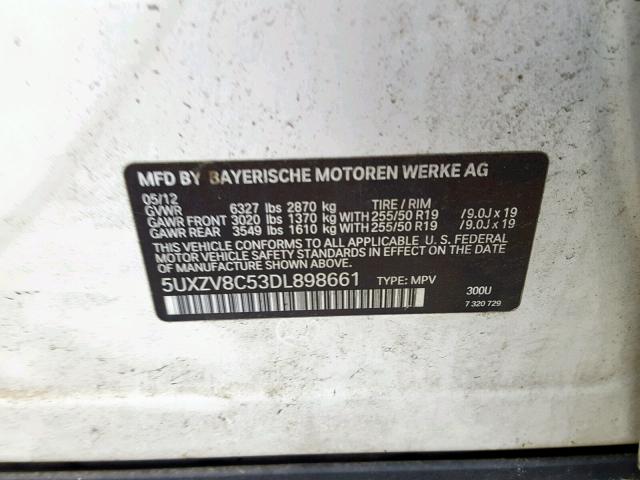 MFD BY BAYERISCHE MOTOREN WERKE AG
05/12 TIRE / RIM
GVWR 6327 lbs 2870 kg
GAWR FRONT 3020 lbs 1370 kg WITH 255/50 R19 /9.0J x 19
GAWR REAR 3549 lbs 1610 kg WITH 255/50 R19 /9.0J x 19
THIS VEHICLE CONFORMS TO ALL APPLICABLE U. S. FEDERAL
MOTOR VEHICLE SAFETY STANDARDS IN EFFECT ON THE DATE
OF MANUFACTURE SHOWN ABOVE.
5UXZV8C53DL898661 TYPE: MPV
300U
7 320 729